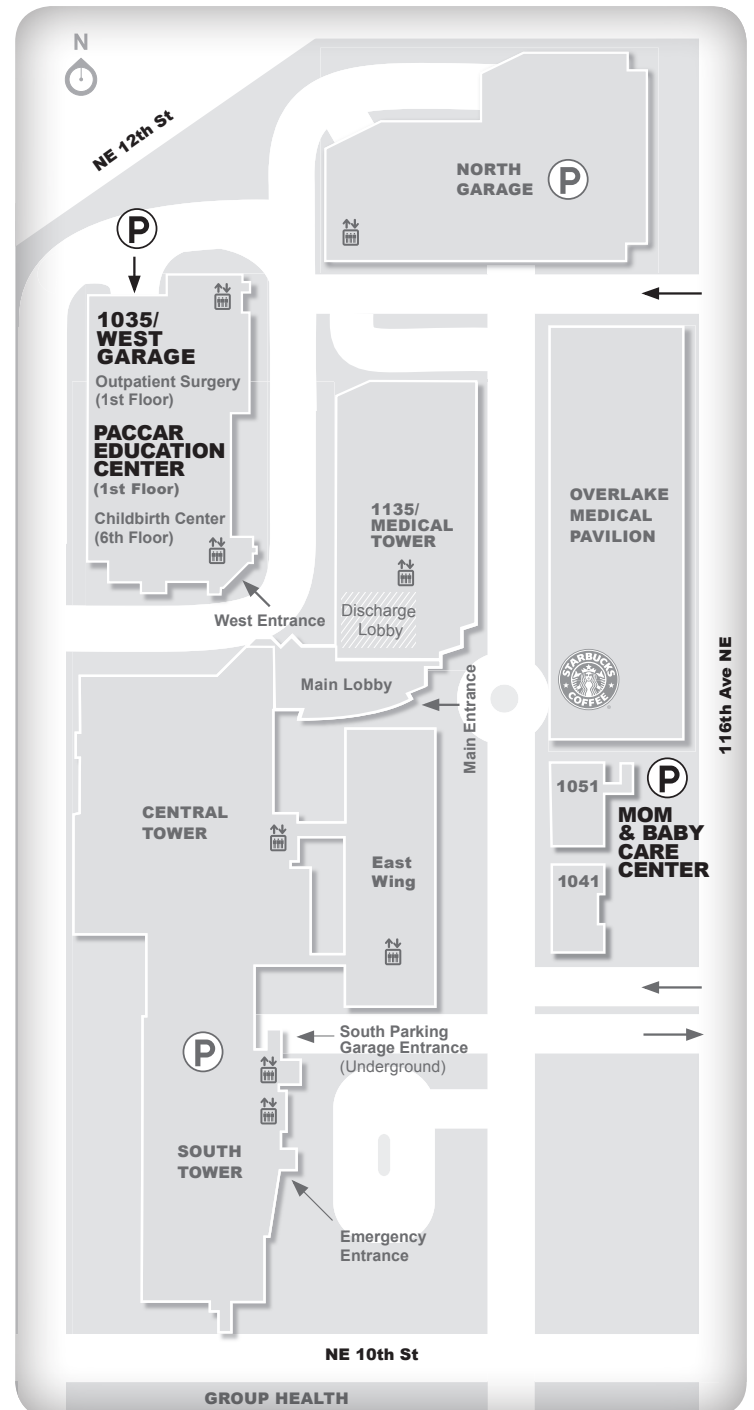 N
NE 12th St
P
NORTH
GARAGE
P
1035/
WEST
GARAGE
Outpatient Surgery
(1st Floor)
PACCAR
EDUCATION
CENTER
(1st Floor)
Childbirth Center
(6th Floor)
West Entrance
1135/
MEDICAL
TOWER
Discharge
Lobby
OVERLAKE
MEDICAL
PAVILION
Main Lobby
Main Entrance
STARBUCKS
COFFEE
116th Ave NE
CENTRAL
TOWER
East
Wing
1051
P
MOM
& BABY
CARE
CENTER
1041
P
South Parking
Garage Entrance
(Underground)
SOUTH
TOWER
Emergency
Entrance
NE 10th St
GROUP HEALTH